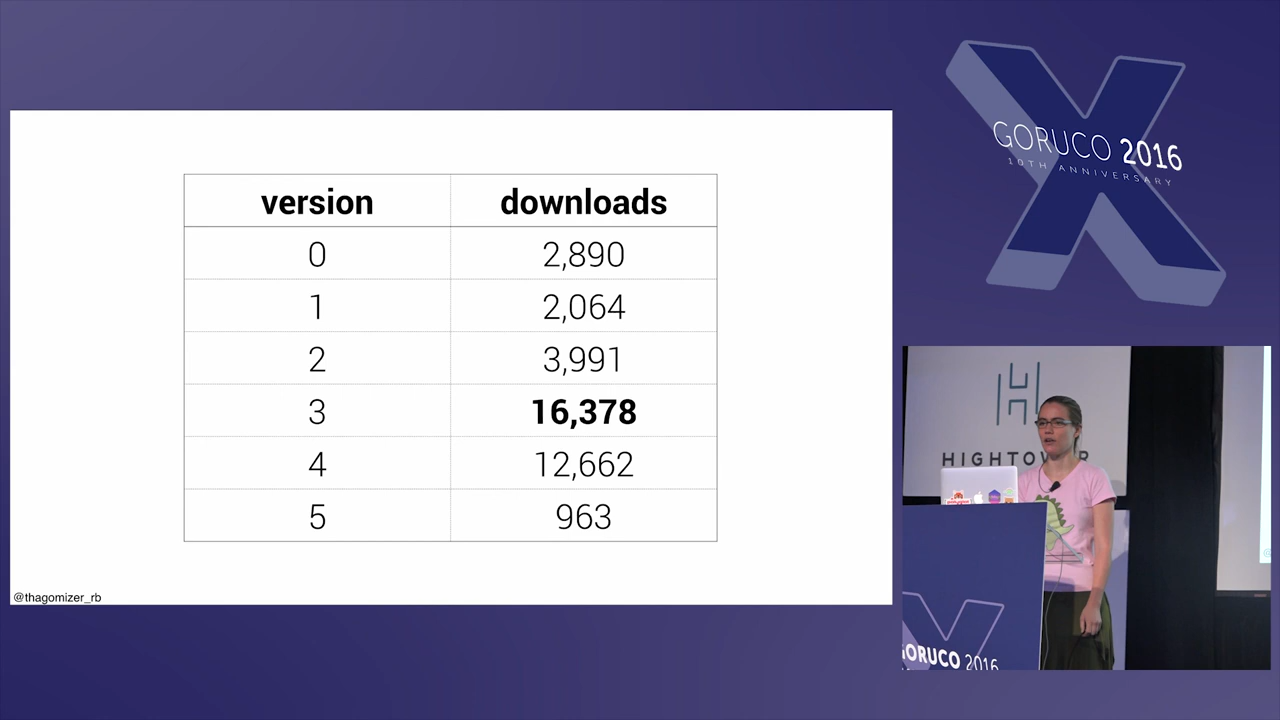 GORUCO 2016
10TH ANNIVERSARY
version downloads
0 2,890
1 2,064
2 3,991
3 16,378
4 12,662
5 963
@thagomizer_rb
HIGHTOWER
GORUCO 2016